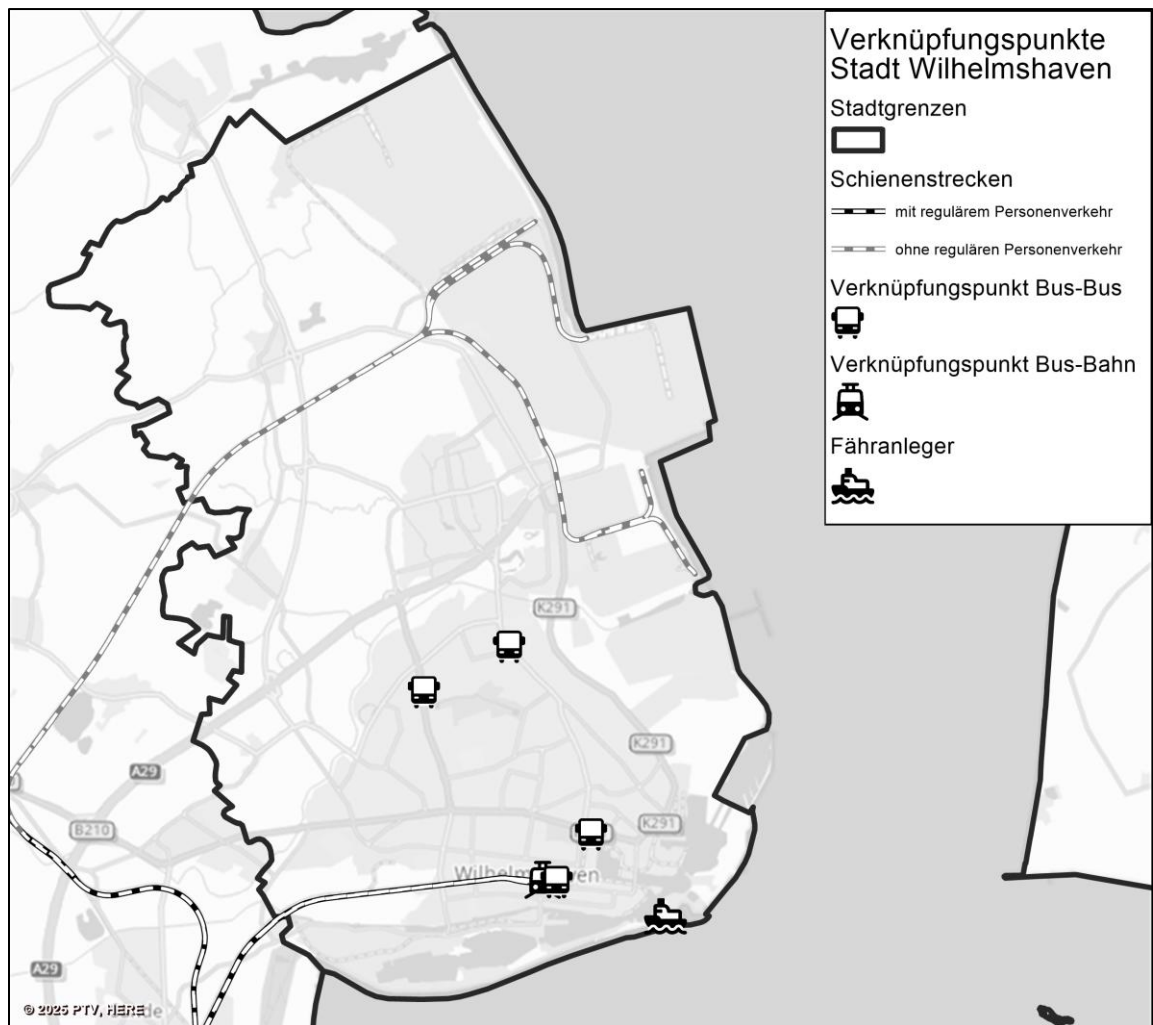 Verknüpfungspunkte
Stadt Wilhelmshaven
Stadtgrenzen
Schienenstrecken
mit regulärem Personenverkehr
ohne regulären Personenverkehr
Verknüpfungspunkt Bus-Bus
Verknüpfungspunkt Bus-Bahn
Fähranleger
K291
K291
A29
B210
K291
A29
© 2025 PTV, HERE